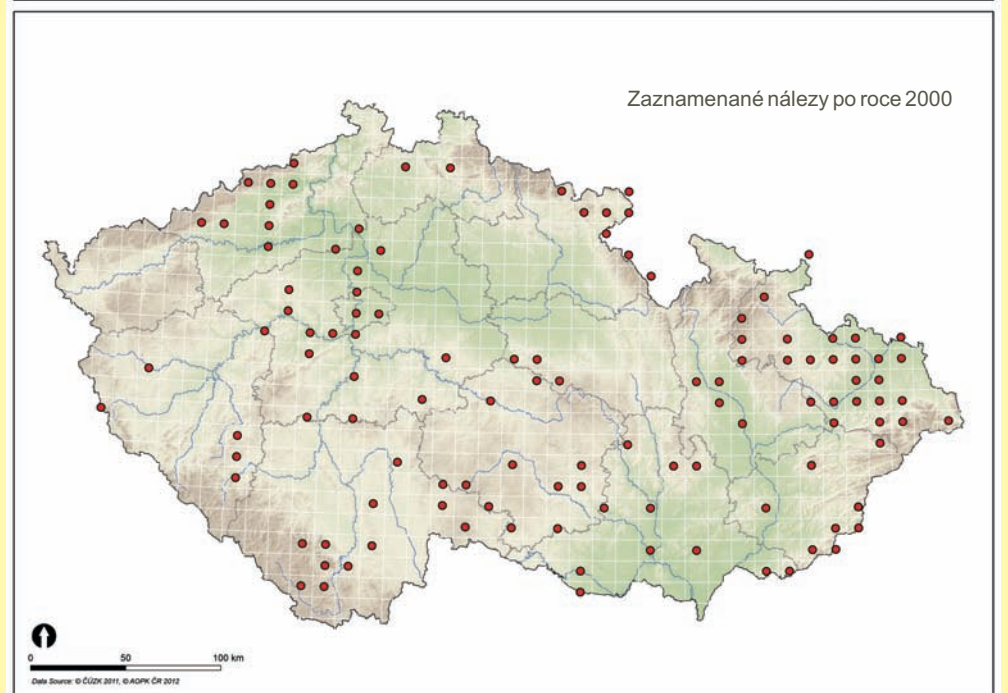 Zaznamenané nálezy po roce 2000
0 50 100 km
Data Source: © ČÚZK 2011, © AOPK ČR 2012